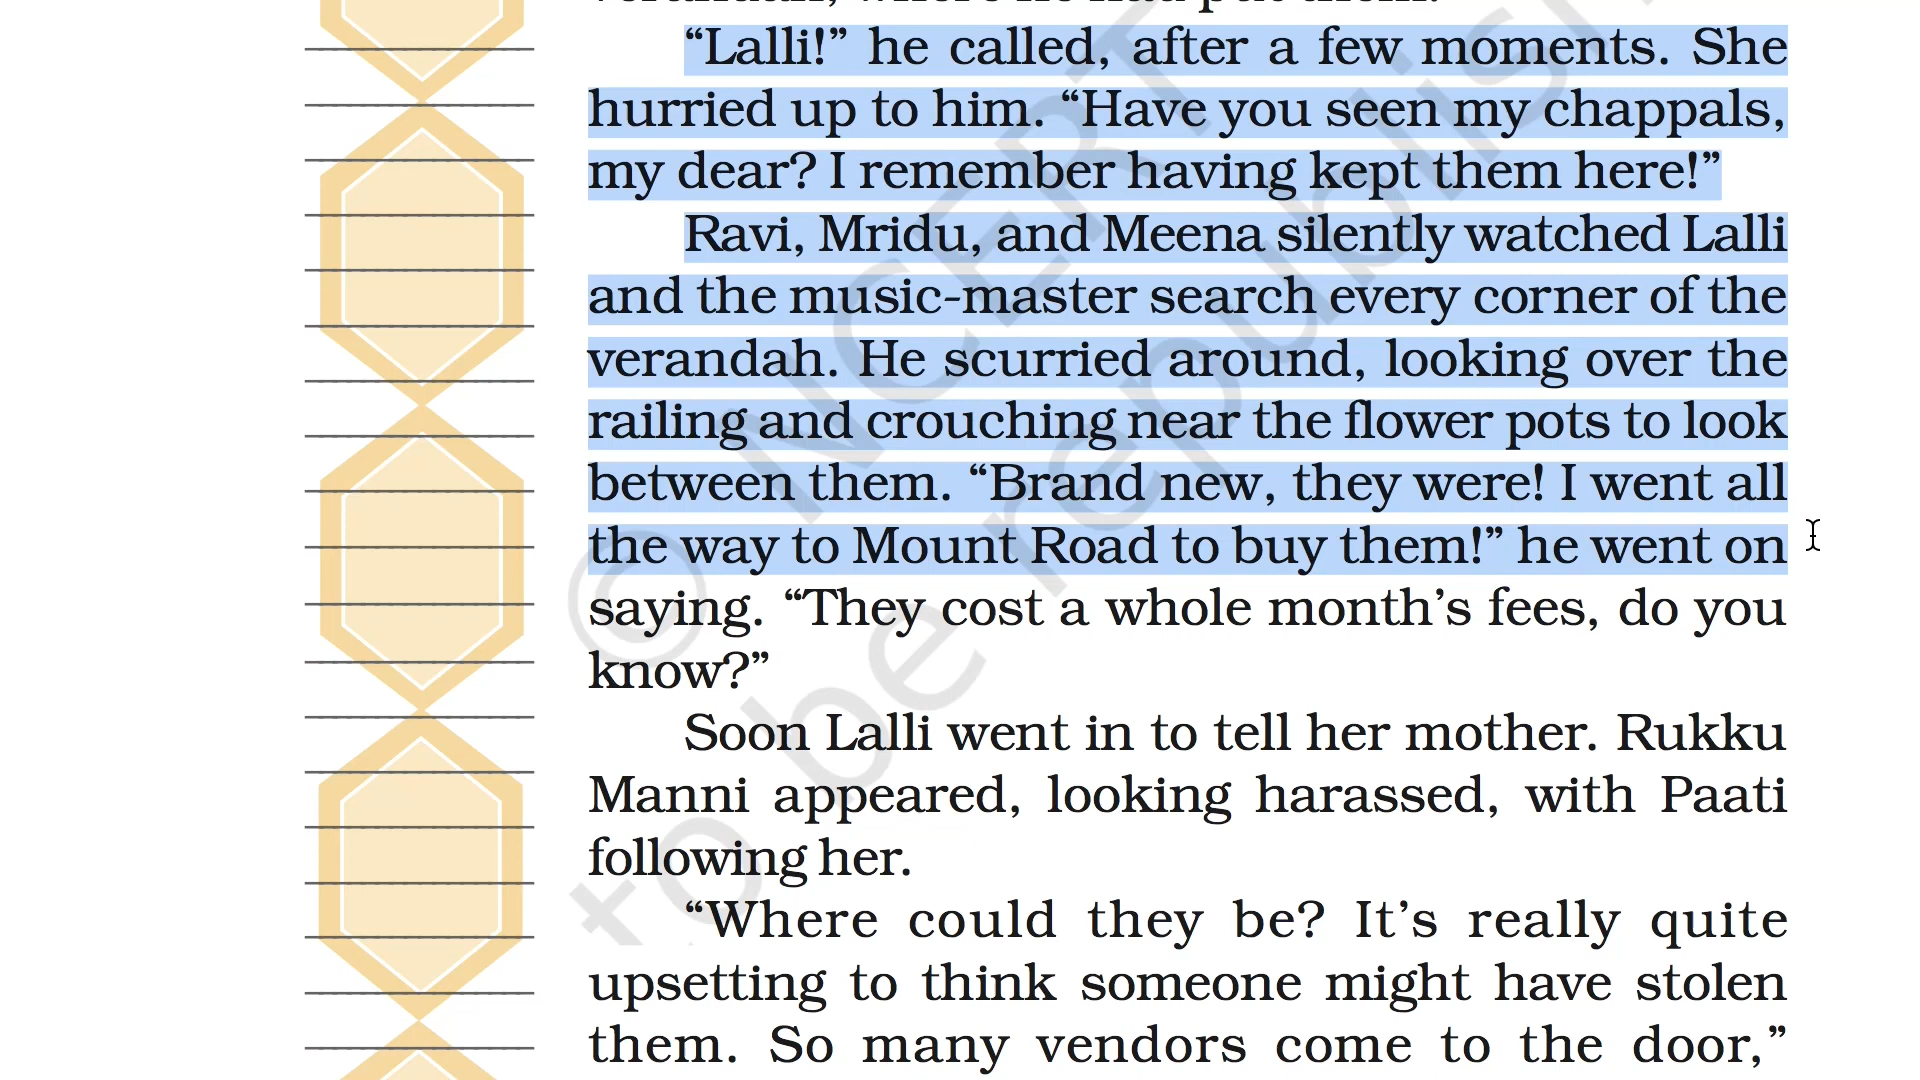 “Lalli!” he called, after a few moments. She
hurried up to him. “Have you seen my chappals,
my dear? I remember having kept them here!”
Ravi, Mridu, and Meena silently watched Lalli
and the music-master search every corner of the
verandah. He scurried around, looking over the
railing and crouching near the flower pots to look
between them. “Brand new, they were! I went all
the way to Mount Road to buy them!” he went on
saying. “They cost a whole month’s fees, do you
know?”
Soon Lalli went in to tell her mother. Rukku
Manni appeared, looking harassed, with Paati
following her.
“Where could they be? It’s really quite
upsetting to think someone might have stolen
them. So many vendors come to the door,”
© NCERT
to be republish